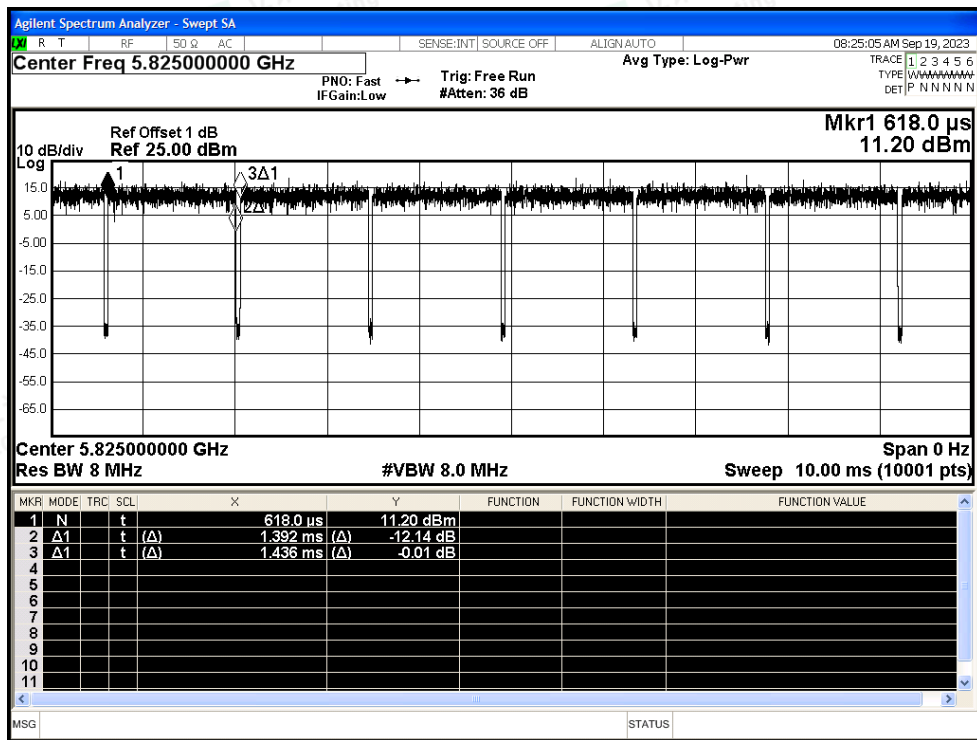 Agilent Spectrum Analyzer - Swept SA
LXI R T RF 50 Ω AC SENSE:INT SOURCE OFF ALIGN AUTO 08:25:05 AM Sep 19, 2023
Center Freq 5.825000000 GHz
PNO: Fast
IFGain:Low
Trig: Free Run
#Atten: 36 dB
Avg Type: Log-Pwr
TRACE 1 2 3 4 5 6
TYPE W
DET P N N N N N
Mkr1 618.0 µs
11.20 dBm
Ref Offset 1 dB
10 dB/div Ref 25.00 dBm
Log
1
3Δ1
2Δ1
15.0
5.00
-5.00
-15.0
-25.0
-35.0
-45.0
-55.0
-65.0
Center 5.825000000 GHz Span 0 Hz
Res BW 8 MHz #VBW 8.0 MHz Sweep 10.00 ms (10001 pts)
MKR MODE TRC SCL X Y FUNCTION FUNCTION WIDTH FUNCTION VALUE
1 N t 618.0 µs 11.20 dBm
2 Δ1 t (Δ) 1.392 ms (Δ) -12.14 dB
3 Δ1 t (Δ) 1.436 ms (Δ) -0.01 dB
4
5
6
7
8
9
10
11
MSG STATUS